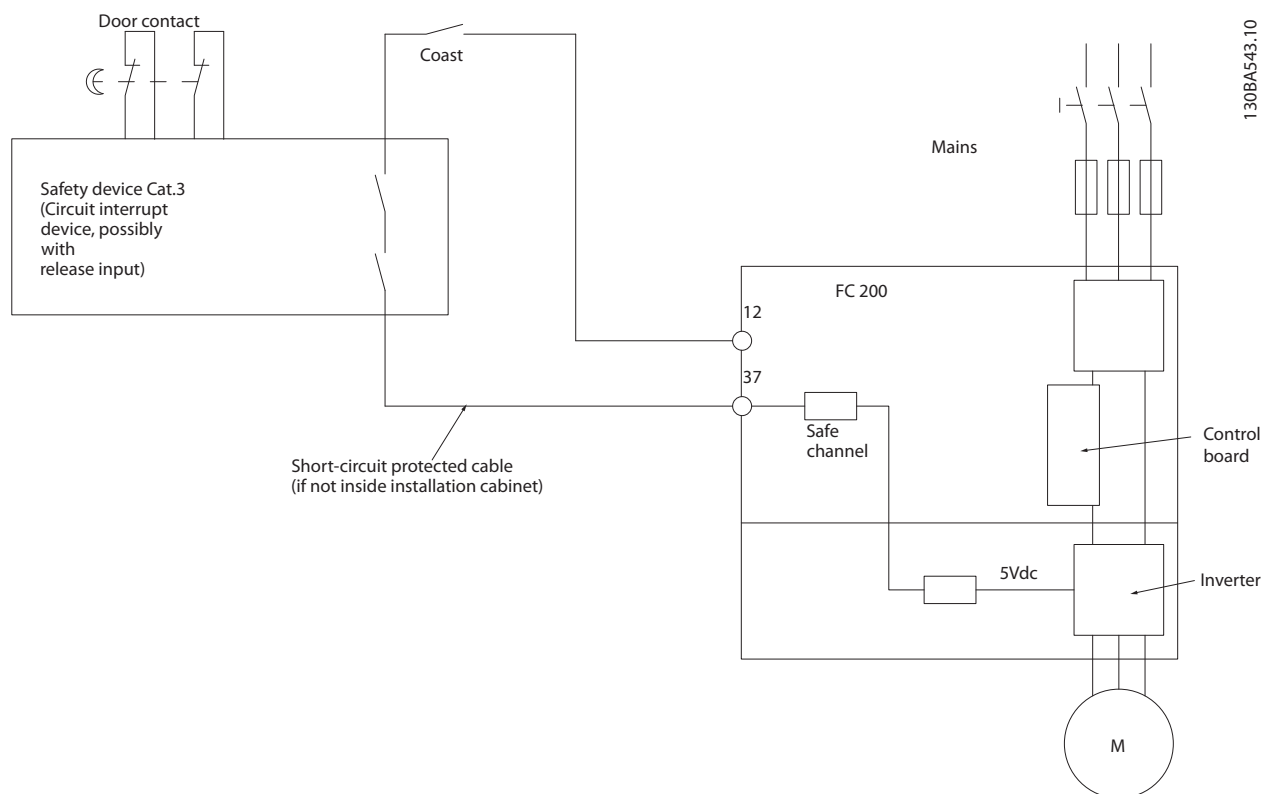 Door contact
Coast
130BA543.10
Mains
Safety device Cat.3
(Circuit interrupt
device, possibly
with
release input)
FC 200
12
37
Safe
channel
Control
board
Short-circuit protected cable
(if not inside installation cabinet)
5Vdc
Inverter
M